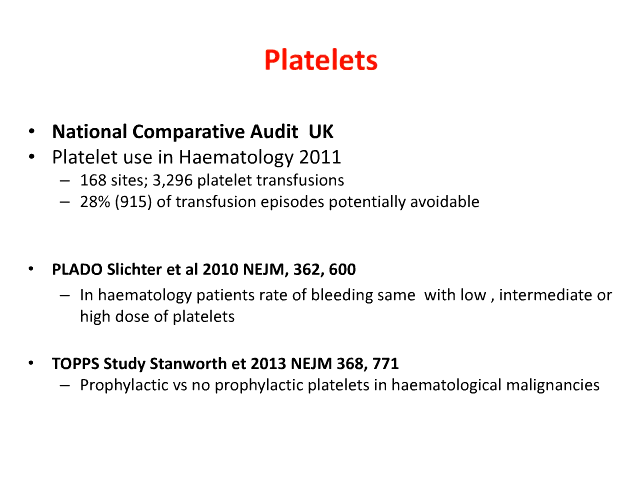 Platelets
• National Comparative Audit  UK
• Platelet use in Haematology 2011
– 168 sites; 3,296 platelet transfusions
– 28% (915) of transfusion episodes potentially avoidable
• PLADO Slichter et al 2010 NEJM, 362, 600
– In haematology patients rate of bleeding same  with low , intermediate or
high dose of platelets
• TOPPS Study Stanworth et 2013 NEJM 368, 771
– Prophylactic vs no prophylactic platelets in haematological malignancies